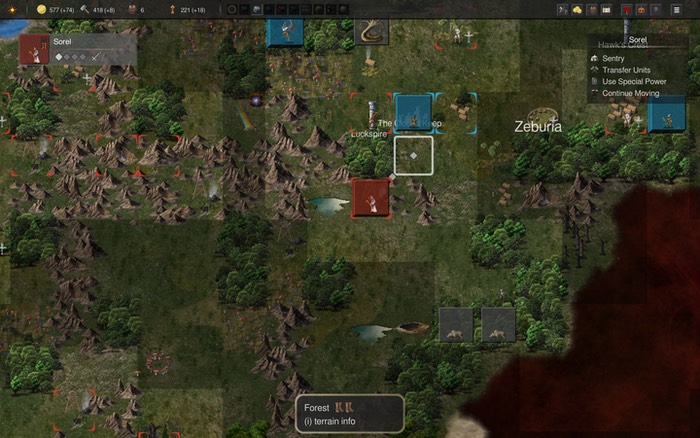 577 (+74)
418 (+8)
6
221 (+18)
Sorel
Sorel
Hawk's Crest
Sentry
Transfer Units
Use Special Power
Continue Moving
Keep
Luckspire
Zeburia
Forest
(i) terrain info